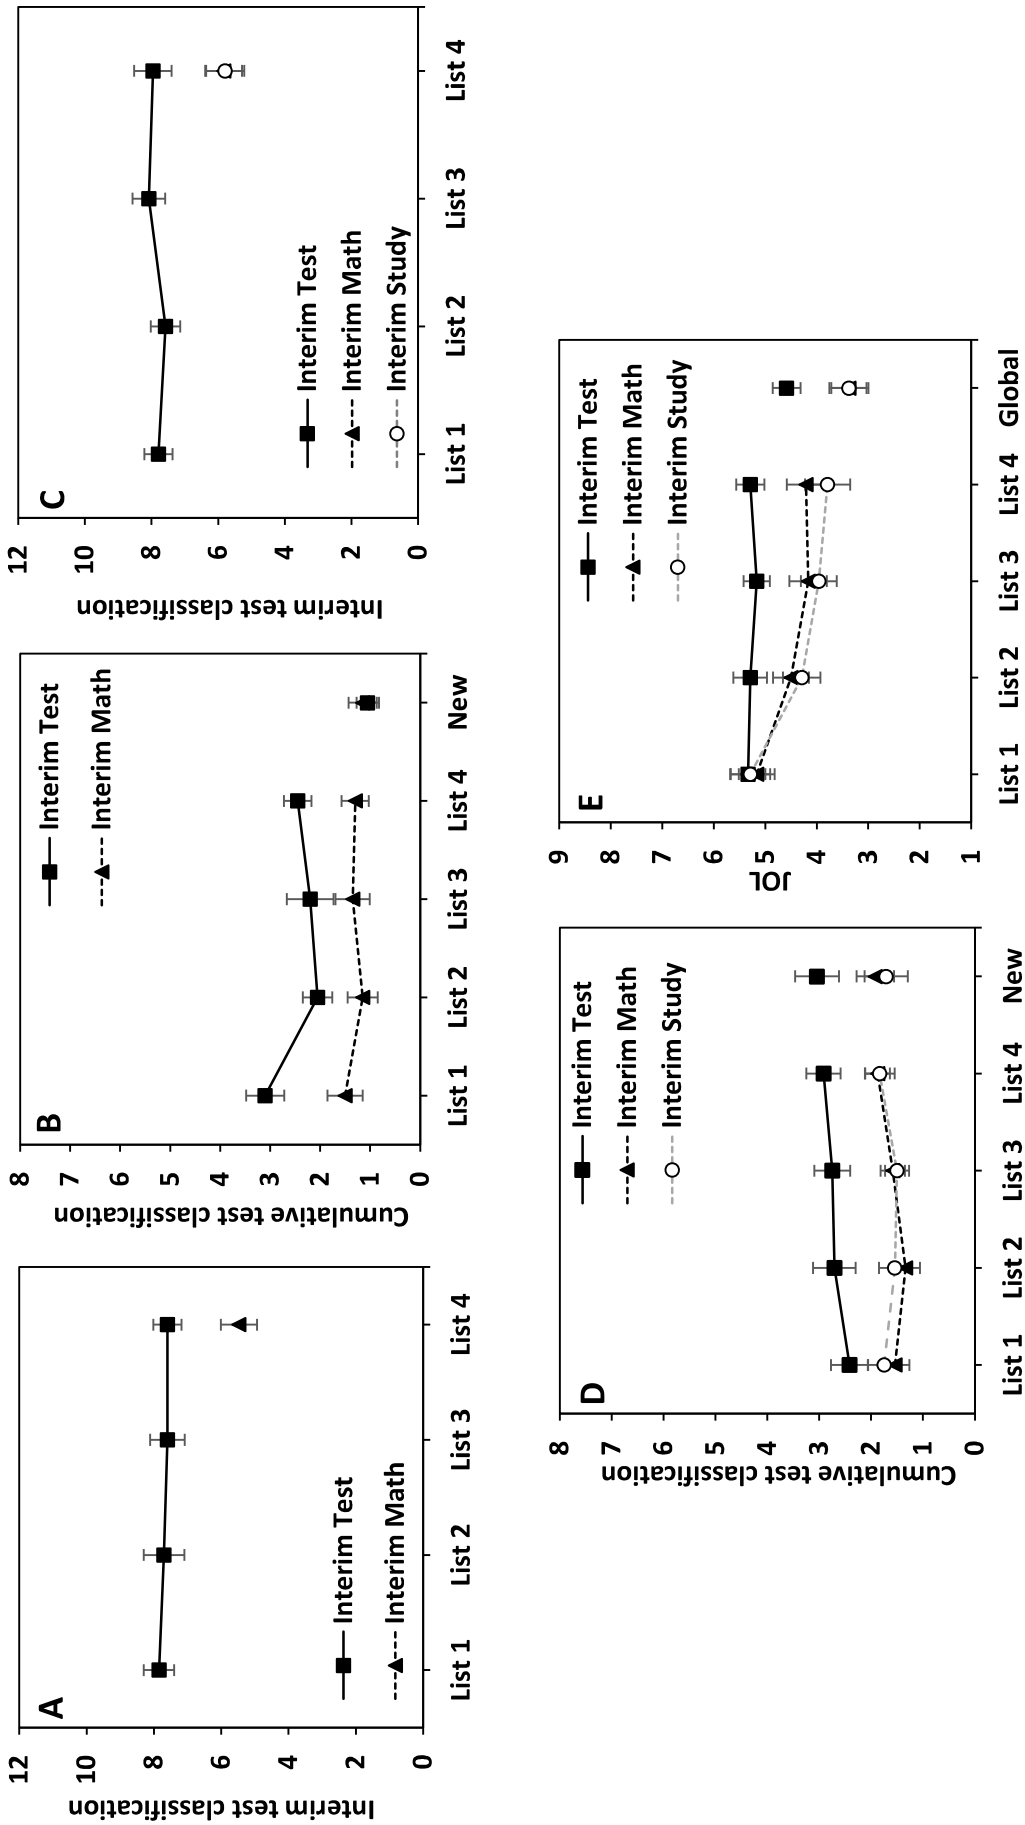 A
Interim test classification
12
10
8
6
4
2
0
List 1
List 2
List 3
List 4
Interim Test
Interim Math
B
Cumulative test classification
8
7
6
5
4
3
2
1
0
List 1
List 2
List 3
List 4
New
Interim Test
Interim Math
C
Interim test classification
12
10
8
6
4
2
0
List 1
List 2
List 3
List 4
Interim Test
Interim Math
Interim Study
D
Cumulative test classification
8
7
6
5
4
3
2
1
0
List 1
List 2
List 3
List 4
New
Interim Test
Interim Math
Interim Study
E
JOL
9
8
7
6
5
4
3
2
1
List 1
List 2
List 3
List 4
Global
Interim Test
Interim Math
Interim Study